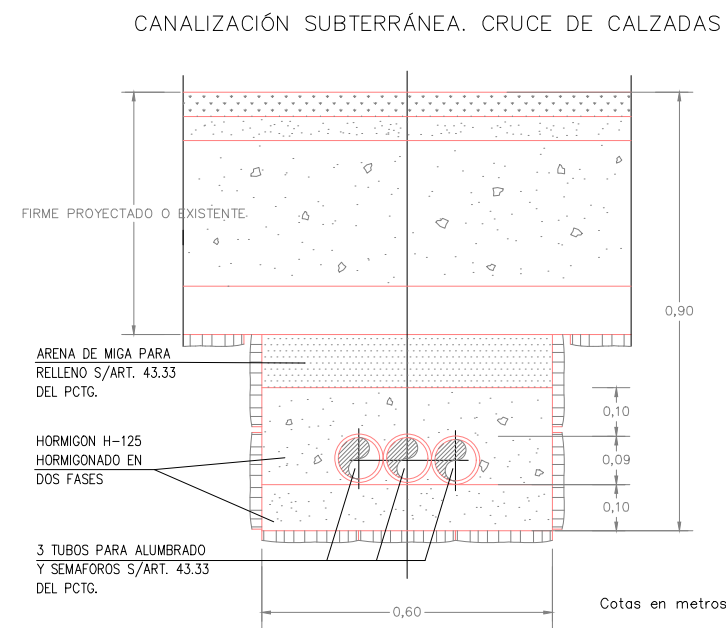 CANALIZACIÓN SUBTERRÁNEA. CRUCE DE CALZADAS
FIRME PROYECTADO O EXISTENTE.
0,90
ARENA DE MIGA PARA
RELLENO S/ART. 43.33
DEL PCTG.
0,10
HORMIGON H-125
HORMIGONADO EN
DOS FASES
0,09
0,10
3 TUBOS PARA ALUMBRADO
Y SEMAFOROS S/ART. 43.33
DEL PCTG.
0,60
Cotas en metros